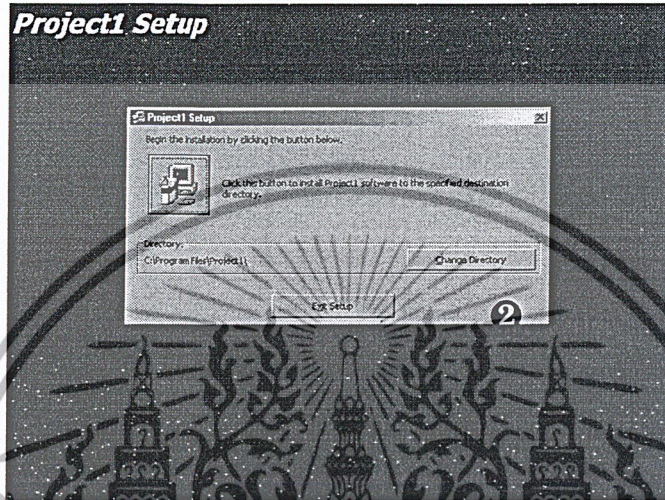 Project1 Setup
Project1 Setup
Begin the installation by clicking the button below.
Click this button to install Project1 software to the specified destination
directory.
Directory:
C:\Program Files\Project1\
Change Directory
Exit Setup
2